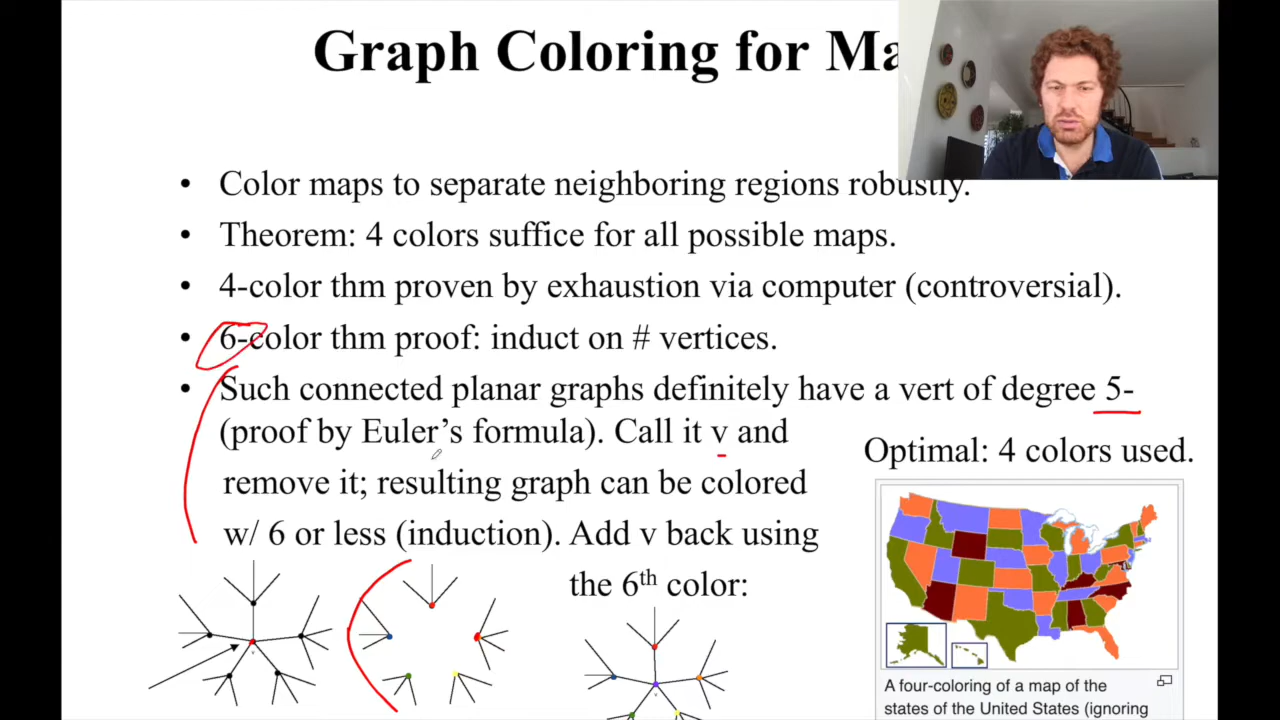 Graph Coloring for Ma
• Color maps to separate neighboring regions robustly.
• Theorem: 4 colors suffice for all possible maps.
• 4-color thm proven by exhaustion via computer (controversial).
• 6-color thm proof: induct on # vertices.
• Such connected planar graphs definitely have a vert of degree 5-
(proof by Euler's formula). Call it v and
remove it; resulting graph can be colored
w/ 6 or less (induction). Add v back using
the 6th color:
Optimal: 4 colors used.
A four-coloring of a map of the
states of the United States (ignoring
v
v